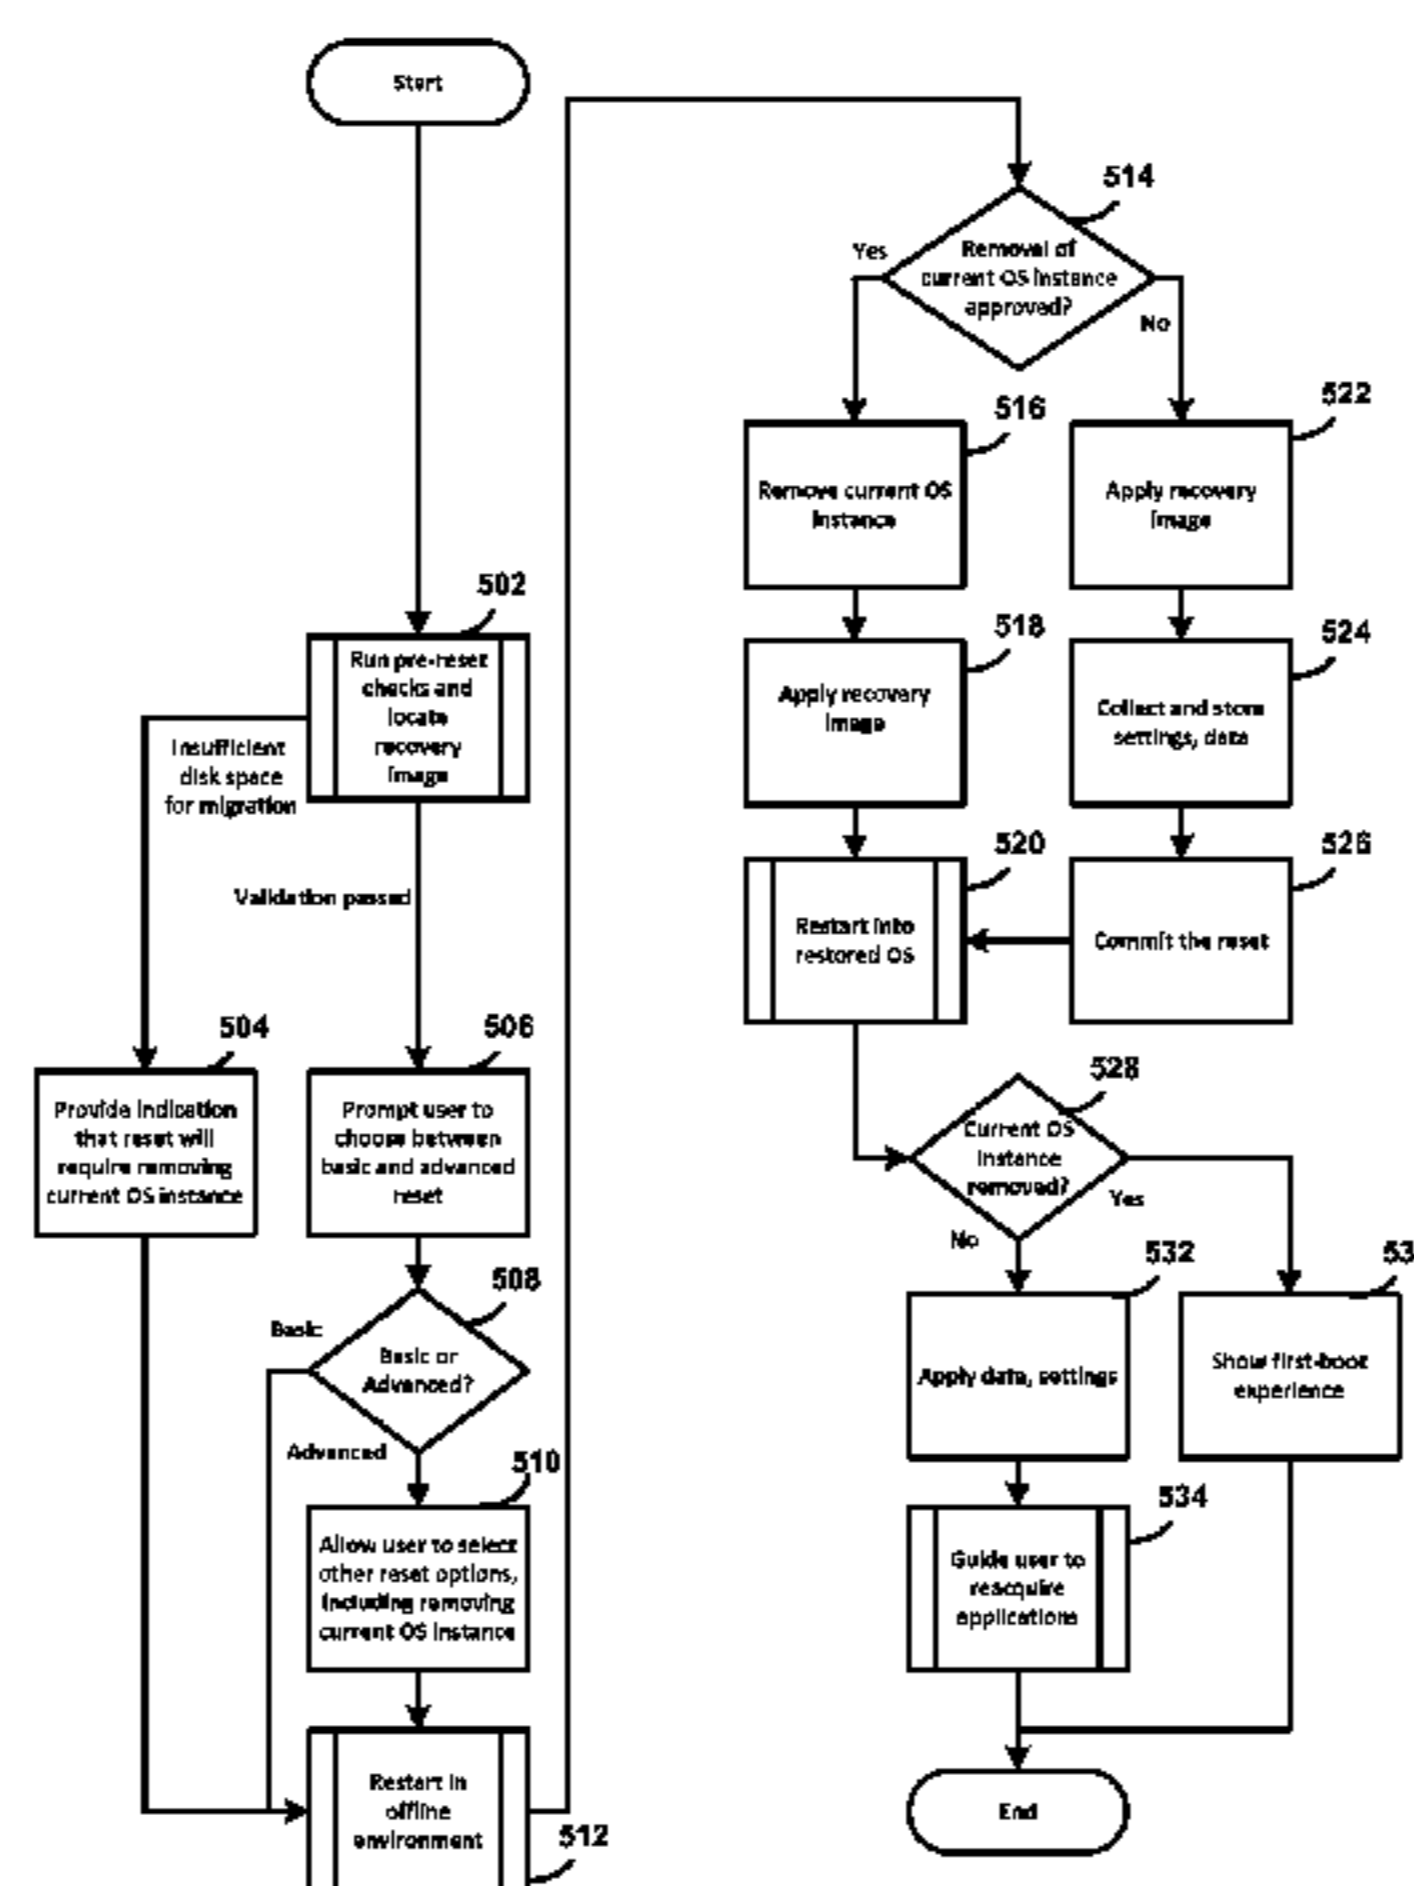 Start
502
Run pre-reset
checks and
locate
recovery
image
Insufficient
disk space
for migration
Validation passed
504
Provide indication
that reset will
require removing
current OS instance
506
Prompt user to
choose between
basic and advanced
reset
508
Basic
Basic or
Advanced?
Advanced
510
Allow user to select
other reset options,
including removing
current OS instance
Restart in
offline
environment
512
514
Yes
Removal of
current OS instance
approved?
No
516
Remove current OS
instance
522
Apply recovery
image
518
Apply recovery
image
524
Collect and store
settings, data
520
Restart into
restored OS
526
Commit the reset
528
Current OS
instance
removed?
Yes
No
532
Apply data, settings
53
Show first-boot
experience
534
Guide user to
reacquire
applications
End